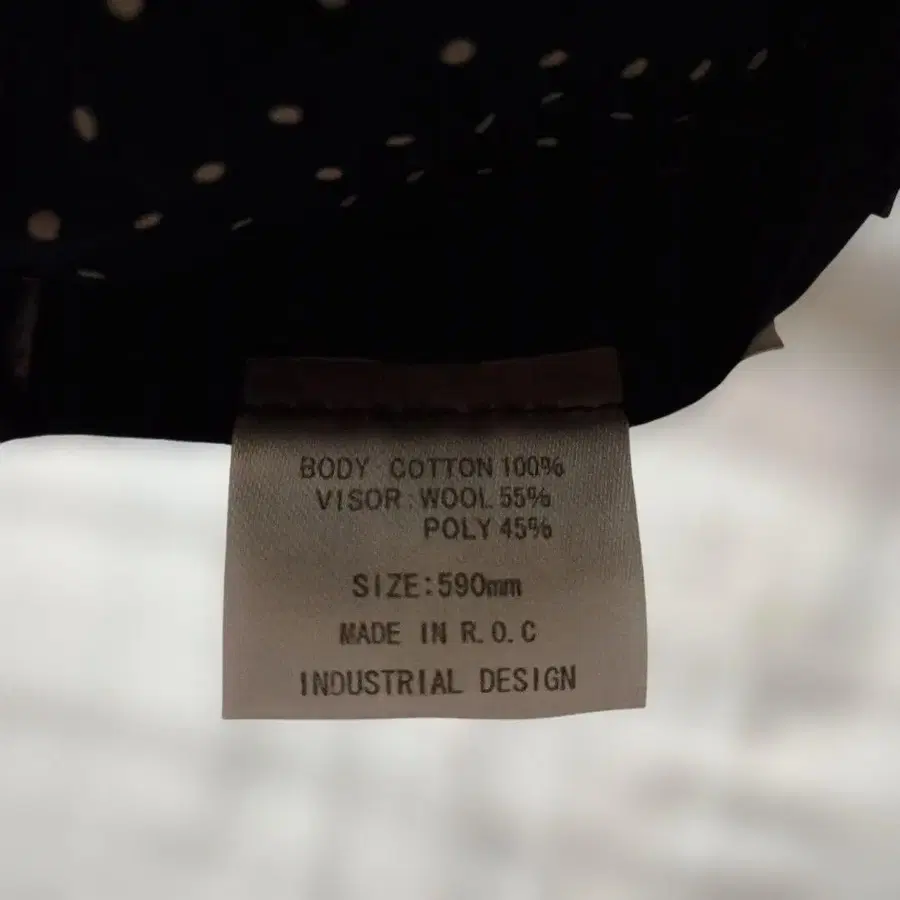 BODY COTTON 100%
VISOR:WOOL 55%
POLY 45%
SIZE:590mm
MADE IN R.O.C
INDUSTRIAL DESIGN